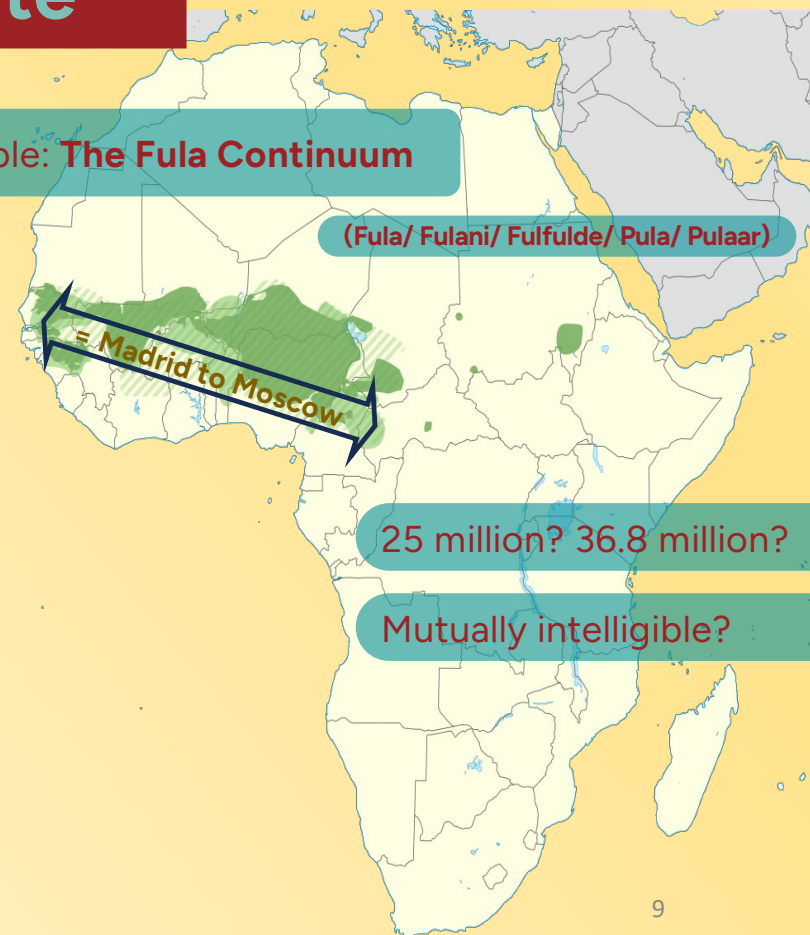 te
ple: The Fula Continuum
(Fula/ Fulani/ Fulfulde/ Pula/ Pulaar)
= Madrid to Moscow
25 million? 36.8 million?
Mutually intelligible?
9